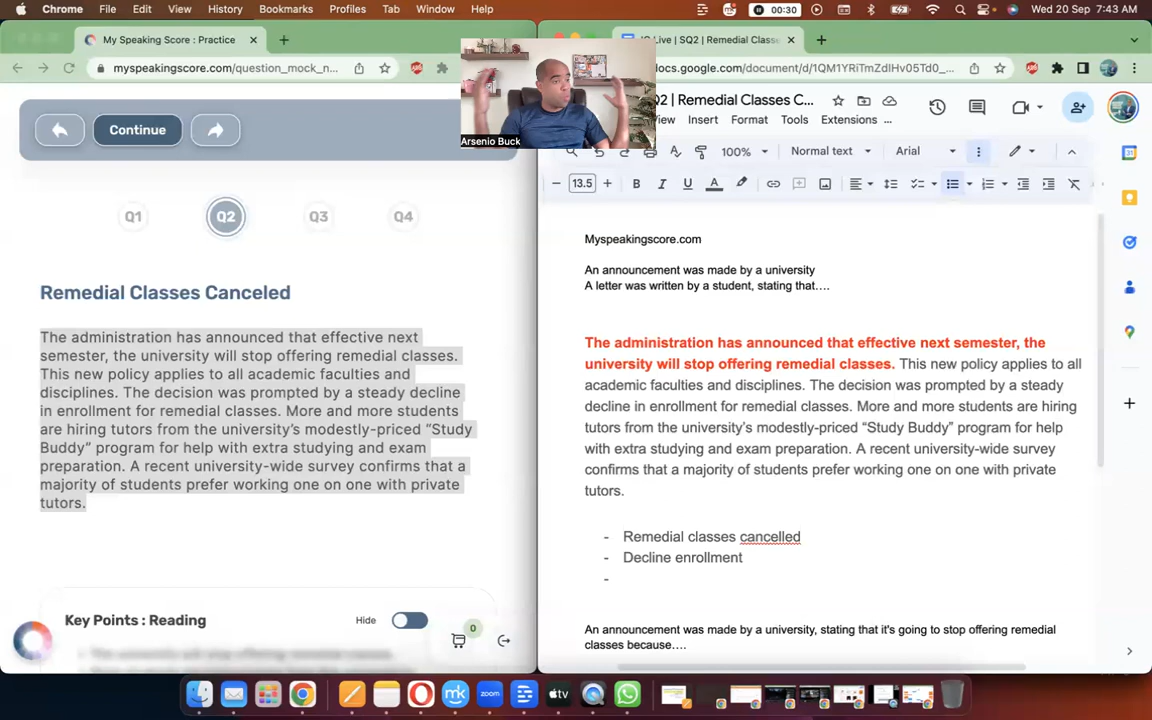 Chrome File Edit View History Bookmarks Profiles Tab Window Help 00:30 Wed 20 Sep 7:43 AM
My Speaking Score : Practice
SQ2 | Remedial Classe
myspeakingscore.com/question_mock_n...
docs.google.com/document/d/1QM1YRiTmZdIHv05Td0_...
Arsenio Buck
Q2 | Remedial Classes C...
View Insert Format Tools Extensions ...
Continue
100% Normal text Arial
13.5
Q1 Q2 Q3 Q4
Remedial Classes Canceled
The administration has announced that effective next
semester, the university will stop offering remedial classes.
This new policy applies to all academic faculties and
disciplines. The decision was prompted by a steady decline
in enrollment for remedial classes. More and more students
are hiring tutors from the university's modestly-priced "Study
Buddy" program for help with extra studying and exam
preparation. A recent university-wide survey confirms that a
majority of students prefer working one on one with private
tutors.
Key Points : Reading
Hide
0
Myspeakingscore.com
An announcement was made by a university
A letter was written by a student, stating that....
The administration has announced that effective next semester, the
university will stop offering remedial classes. This new policy applies to all
academic faculties and disciplines. The decision was prompted by a steady
decline in enrollment for remedial classes. More and more students are hiring
tutors from the university's modestly-priced "Study Buddy" program for help
with extra studying and exam preparation. A recent university-wide survey
confirms that a majority of students prefer working one on one with private
tutors.
- Remedial classes cancelled
- Decline enrollment
-
An announcement was made by a university, stating that it's going to stop offering remedial
classes because....
zoom
tv